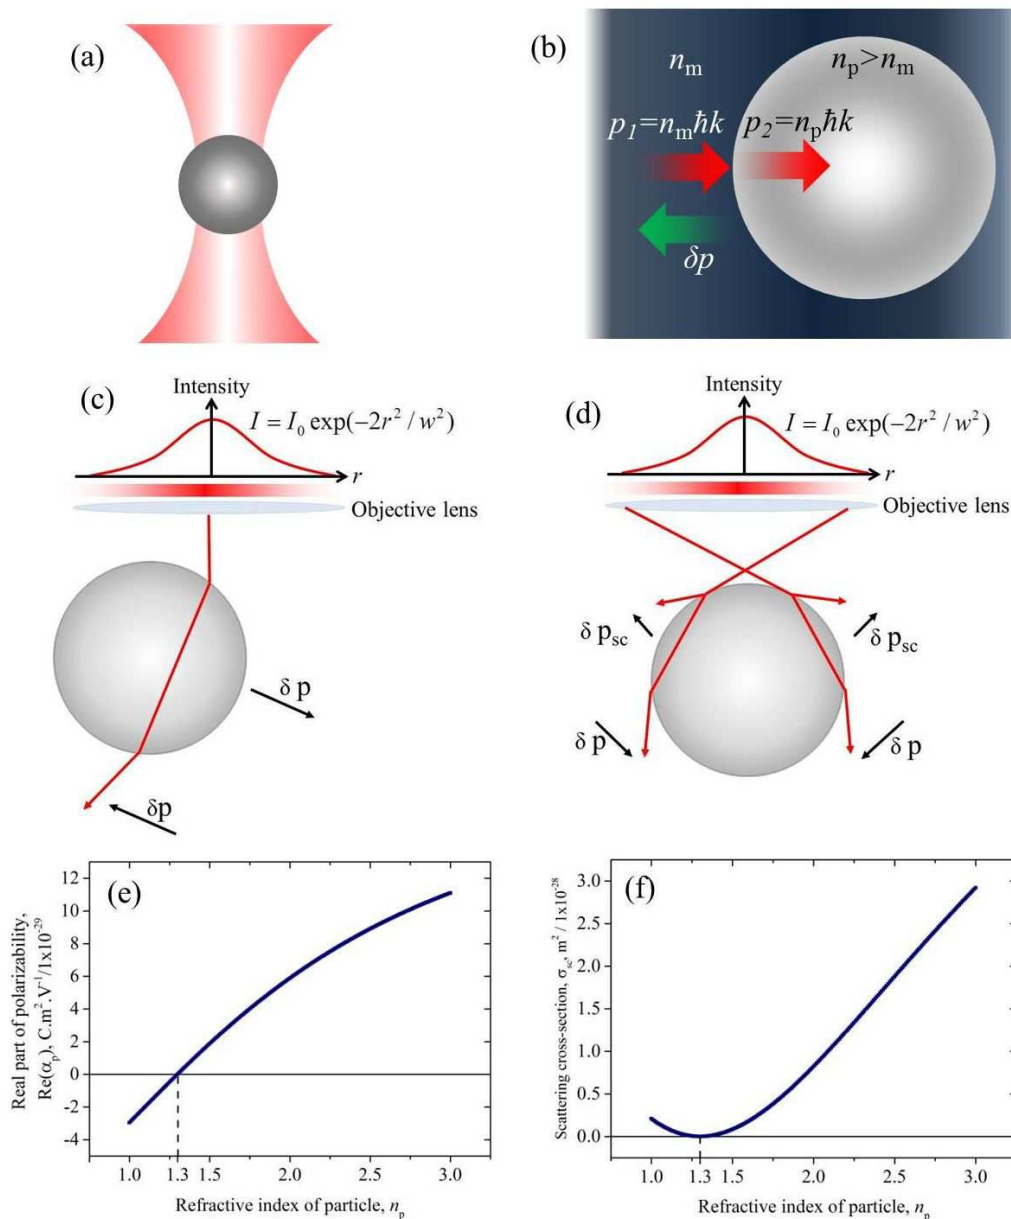 (a)
(b)
n_m
n_p>n_m
p_1=n_mħk
p_2=n_pħk
δp
(c)
Intensity
I = I_0 exp(−2r^2 / w^2)
r
Objective lens
δ p
δp
(d)
Intensity
I = I_0 exp(−2r^2 / w^2)
r
Objective lens
δ p_sc
δ p_sc
δ p
δ p
(e)
Real part of polarizability,
Re(α_p), C.m^2.V^-1/1x10^-29
12
10
8
6
4
2
0
-2
-4
1.0 1.3 1.5 2.0 2.5 3.0
Refractive index of particle, n_p
(f)
Scattering cross-section, σ_sc, m^2 / 1x10^-28
3.0
2.5
2.0
1.5
1.0
0.5
0.0
1.0 1.3 1.5 2.0 2.5 3.0
Refractive index of particle, n_p